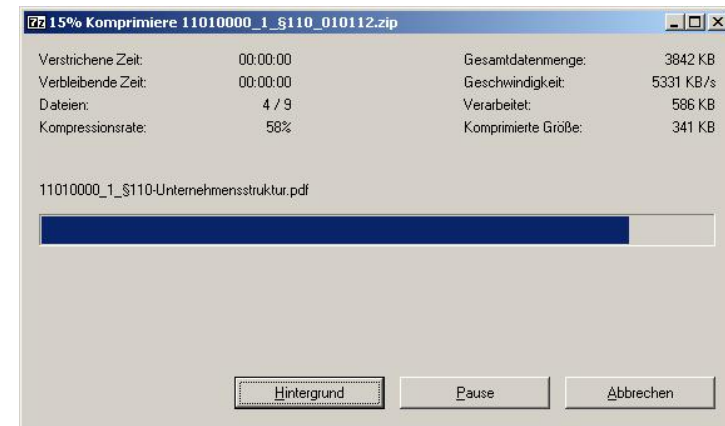 7z 15% Komprimiere 11010000_1_§110_010112.zip
Verstrichene Zeit: 00:00:00 Gesamtdatenmenge: 3842 KB
Verbleibende Zeit: 00:00:00 Geschwindigkeit: 5331 KB/s
Dateien: 4 / 9 Verarbeitet: 586 KB
Kompressionsrate: 58% Komprimierte Größe: 341 KB
11010000_1_§110-Unternehmensstruktur.pdf
Hintergrund Pause Abbrechen